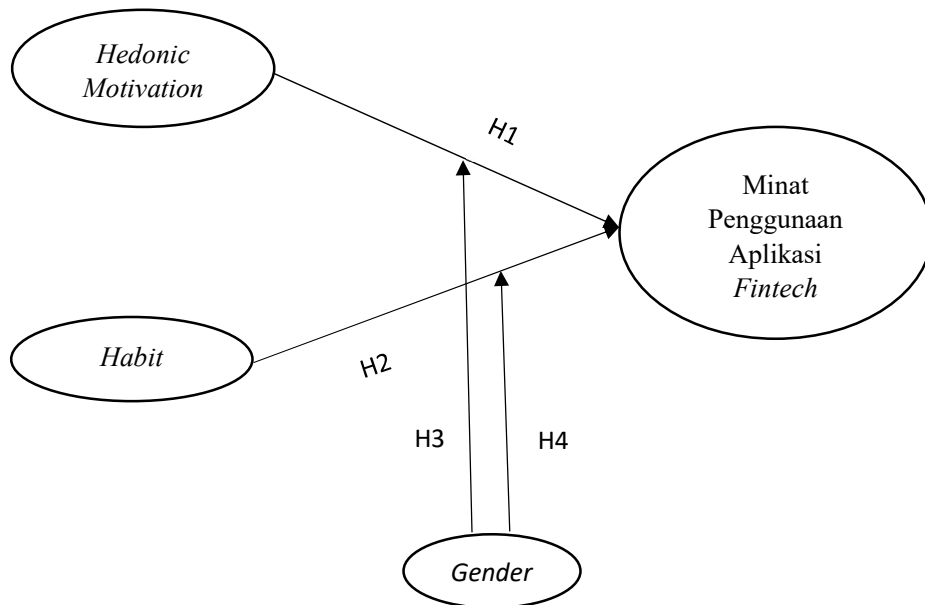 Hedonic
Motivation
H1
Minat
Penggunaan
Aplikasi
Fintech
Habit
H2
H3
H4
Gender